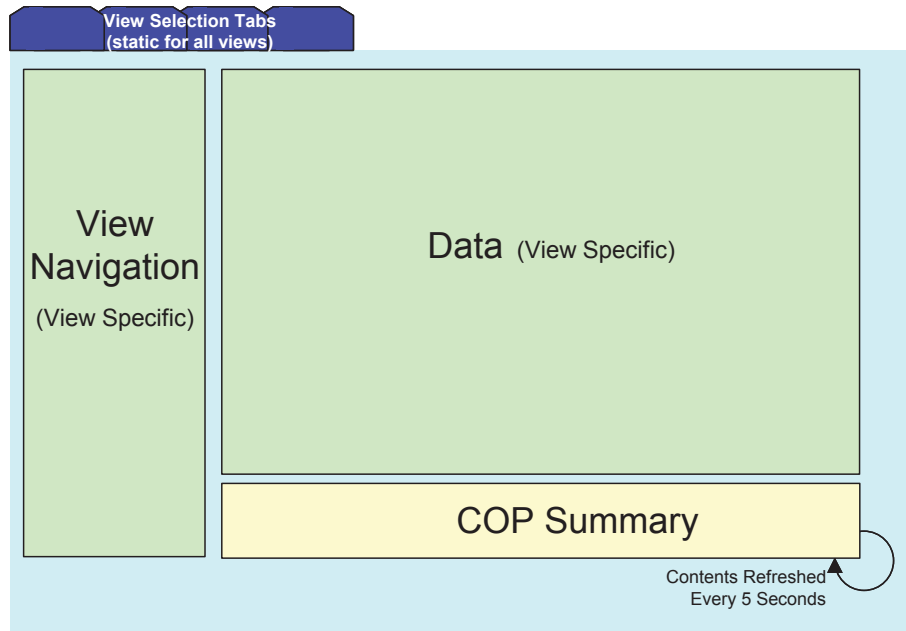 View Selection Tabs
(static for all views)
View
Navigation
(View Specific)
Data (View Specific)
COP Summary
Contents Refreshed
Every 5 Seconds